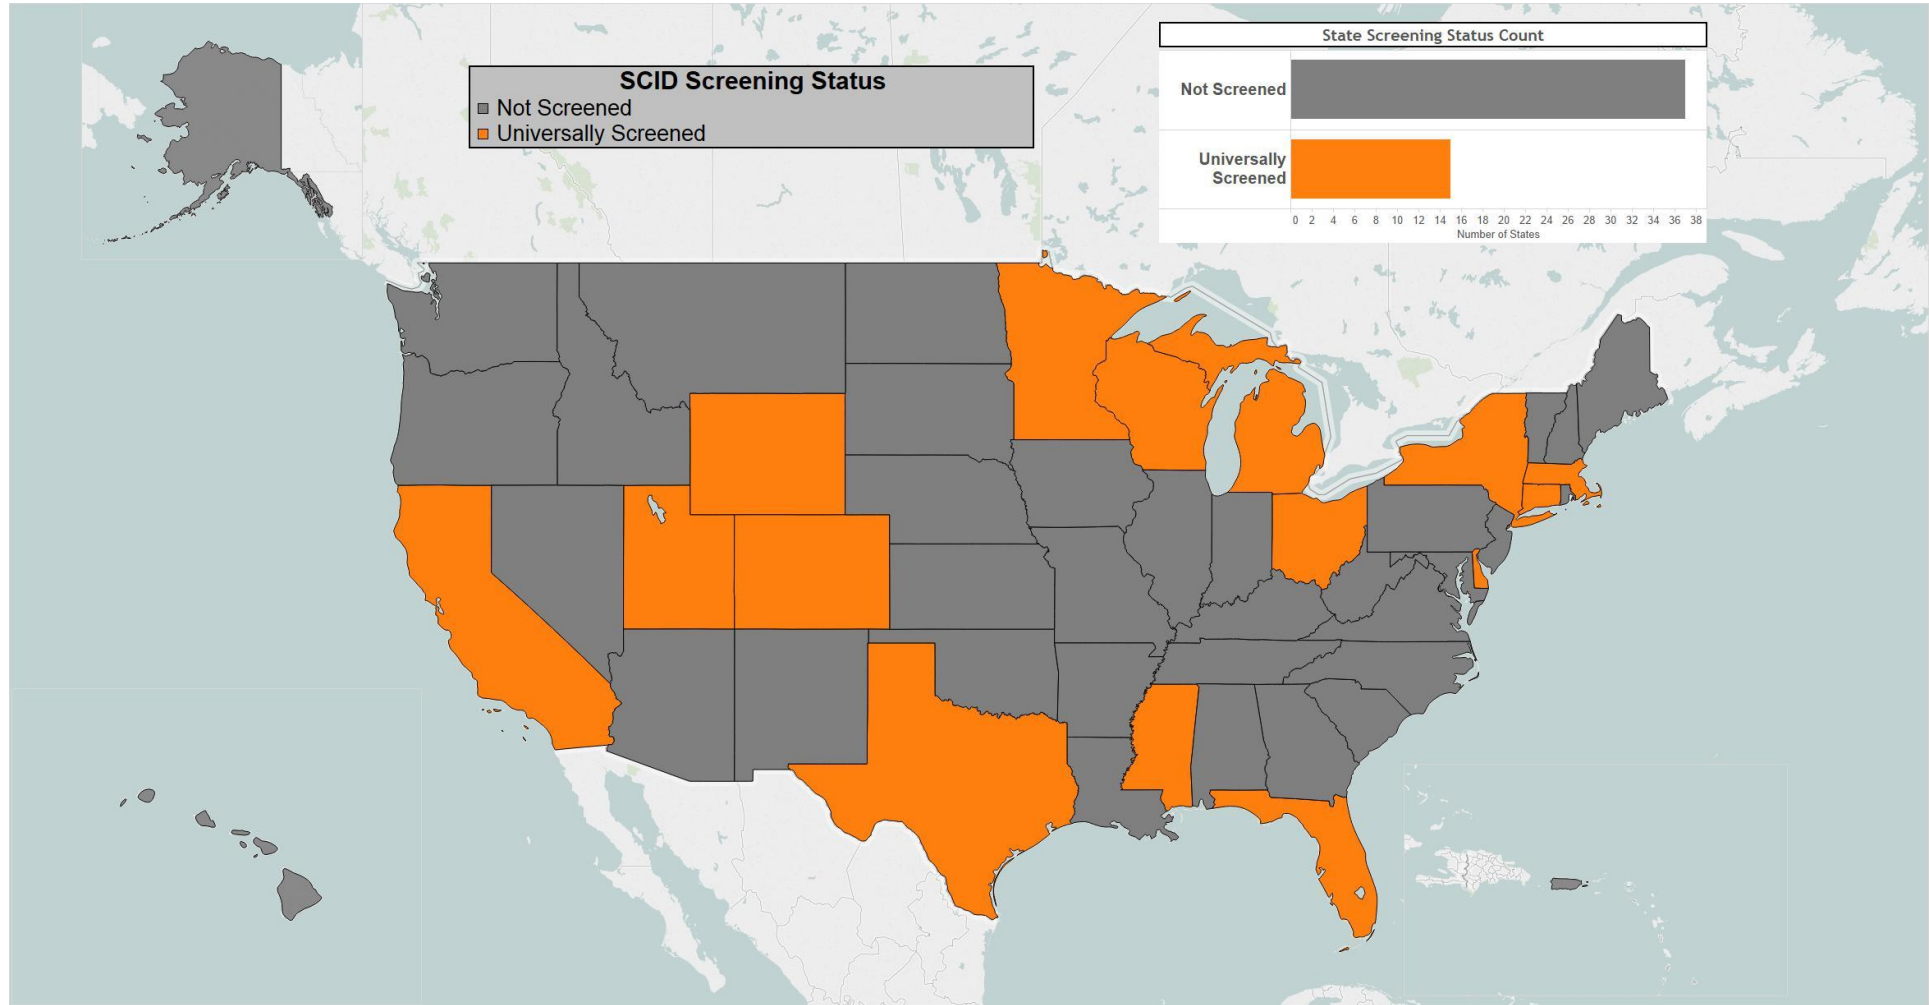 State Screening Status Count
SCID Screening Status
Not Screened
Universally Screened
Not Screened
Universally
Screened
0 2 4 6 8 10 12 14 16 18 20 22 24 26 28 30 32 34 36 38
Number of States